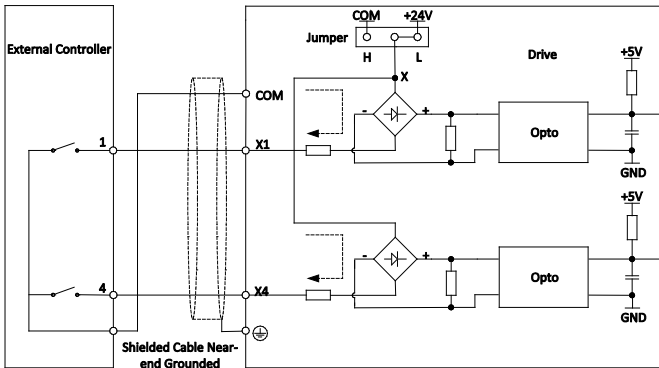 COM +24V
Jumper
H L
External Controller
Drive
+5V
X
COM
- +
1 X1
Opto
GND
+5V
- +
4 X4
Opto
GND
Shielded Cable Near-
end Grounded